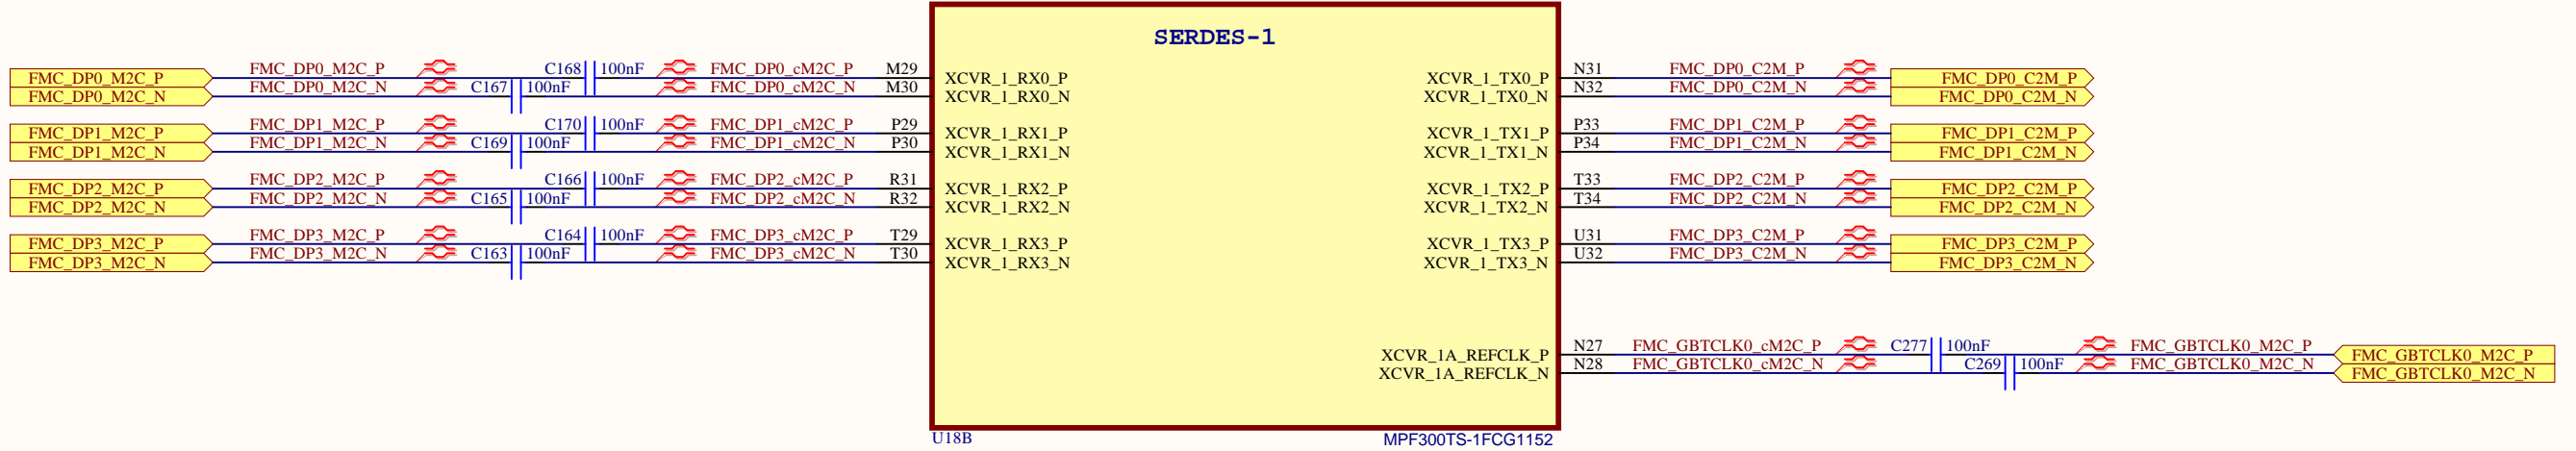 SERDES-1
FMC_DP0_M2C_P FMC_DP0_M2C_P C168 100nF FMC_DP0_cM2C_P M29 XCVR_1_RX0_P XCVR_1_TX0_P N31 FMC_DP0_C2M_P FMC_DP0_C2M_P
FMC_DP0_M2C_N FMC_DP0_M2C_N C167 100nF FMC_DP0_cM2C_N M30 XCVR_1_RX0_N XCVR_1_TX0_N N32 FMC_DP0_C2M_N FMC_DP0_C2M_N
FMC_DP1_M2C_P FMC_DP1_M2C_P C170 100nF FMC_DP1_cM2C_P P29 XCVR_1_RX1_P XCVR_1_TX1_P P33 FMC_DP1_C2M_P FMC_DP1_C2M_P
FMC_DP1_M2C_N FMC_DP1_M2C_N C169 100nF FMC_DP1_cM2C_N P30 XCVR_1_RX1_N XCVR_1_TX1_N P34 FMC_DP1_C2M_N FMC_DP1_C2M_N
FMC_DP2_M2C_P FMC_DP2_M2C_P C166 100nF FMC_DP2_cM2C_P R31 XCVR_1_RX2_P XCVR_1_TX2_P T33 FMC_DP2_C2M_P FMC_DP2_C2M_P
FMC_DP2_M2C_N FMC_DP2_M2C_N C165 100nF FMC_DP2_cM2C_N R32 XCVR_1_RX2_N XCVR_1_TX2_N T34 FMC_DP2_C2M_N FMC_DP2_C2M_N
FMC_DP3_M2C_P FMC_DP3_M2C_P C164 100nF FMC_DP3_cM2C_P T29 XCVR_1_RX3_P XCVR_1_TX3_P U31 FMC_DP3_C2M_P FMC_DP3_C2M_P
FMC_DP3_M2C_N FMC_DP3_M2C_N C163 100nF FMC_DP3_cM2C_N T30 XCVR_1_RX3_N XCVR_1_TX3_N U32 FMC_DP3_C2M_N FMC_DP3_C2M_N
XCVR_1A_REFCLK_P N27 FMC_GBTCLK0_cM2C_P C277 100nF FMC_GBTCLK0_M2C_P FMC_GBTCLK0_M2C_P
XCVR_1A_REFCLK_N N28 FMC_GBTCLK0_cM2C_N C269 100nF FMC_GBTCLK0_M2C_N FMC_GBTCLK0_M2C_N
U18B MPF300TS-1FCG1152